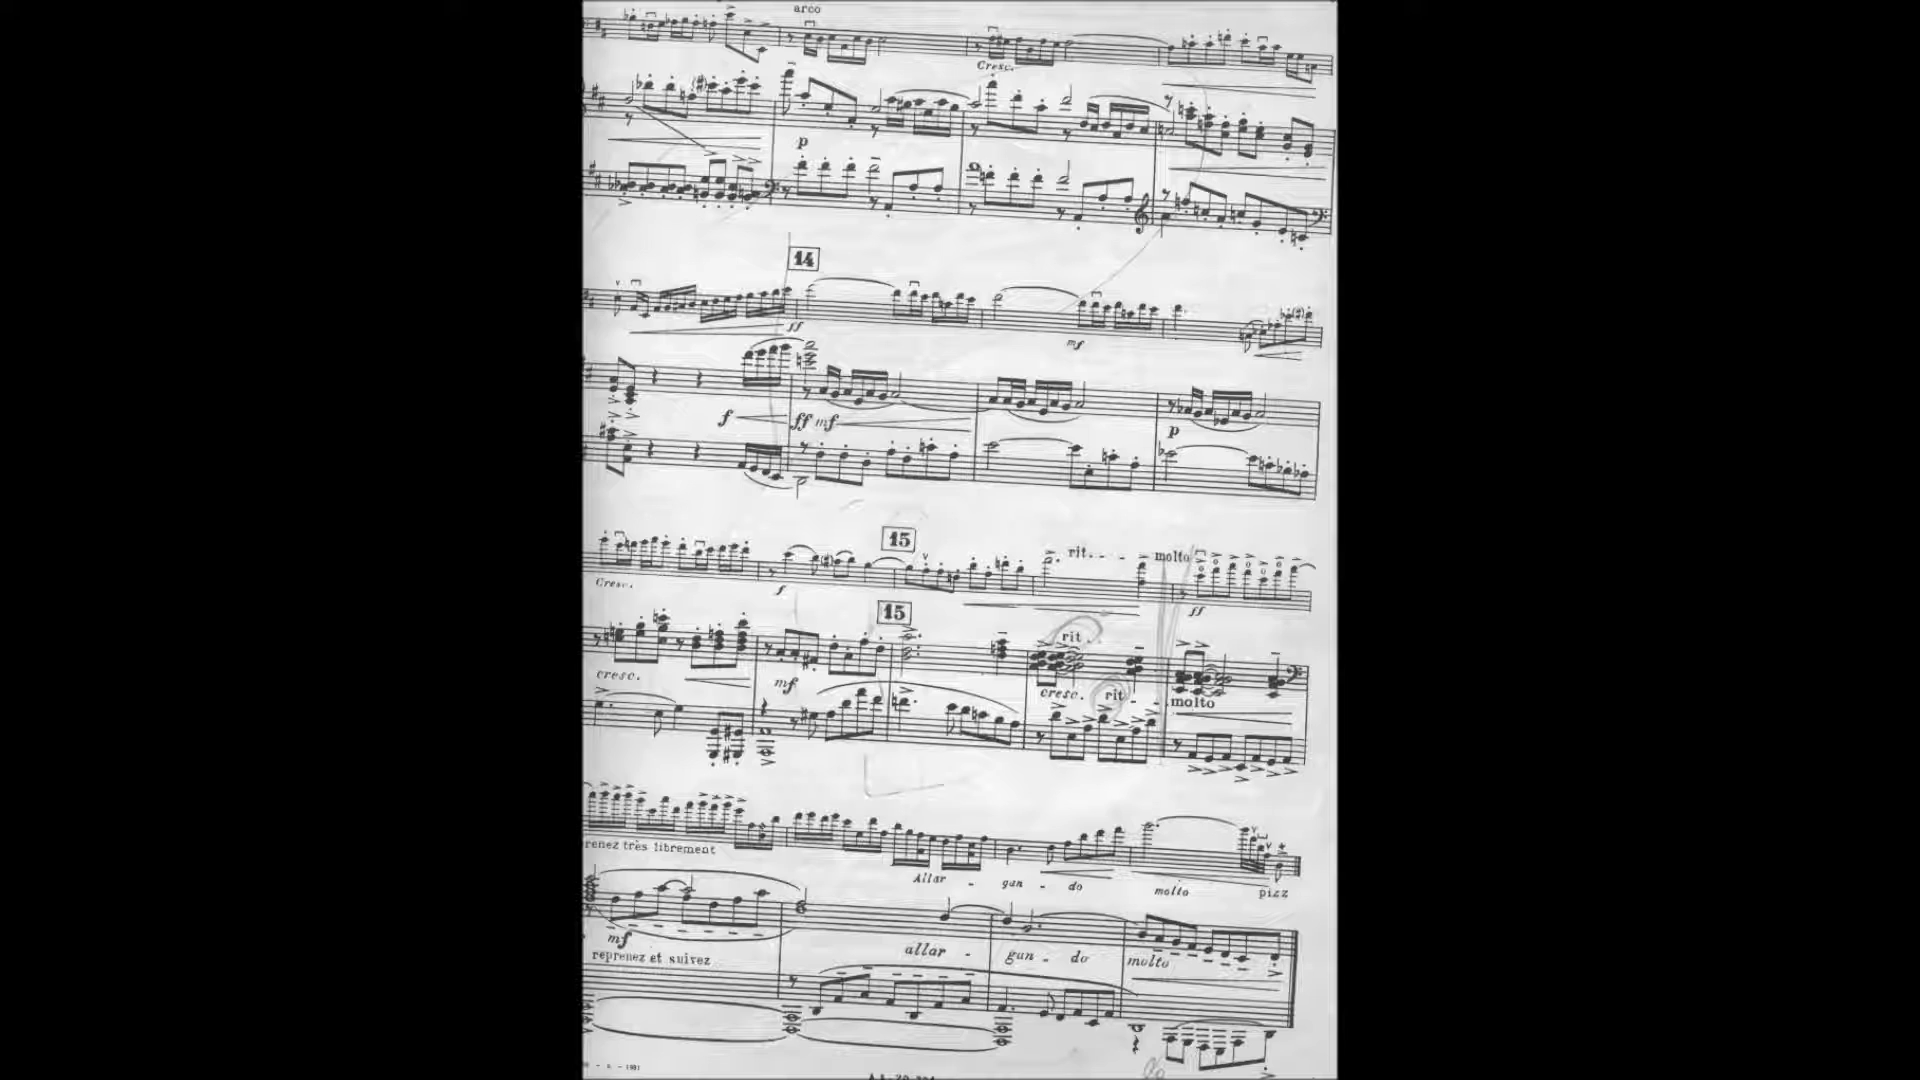 arco
Cresc.
p
14
ff
mf
f ff mf
p
15
rit. - - molto
Cresc.
f
ff
15
rit
cresc.
mf
cresc. rit - - molto
renez très librement
Allar - gan - do molto pizz
mf
allar - gan - do molto
reprenez et suivez